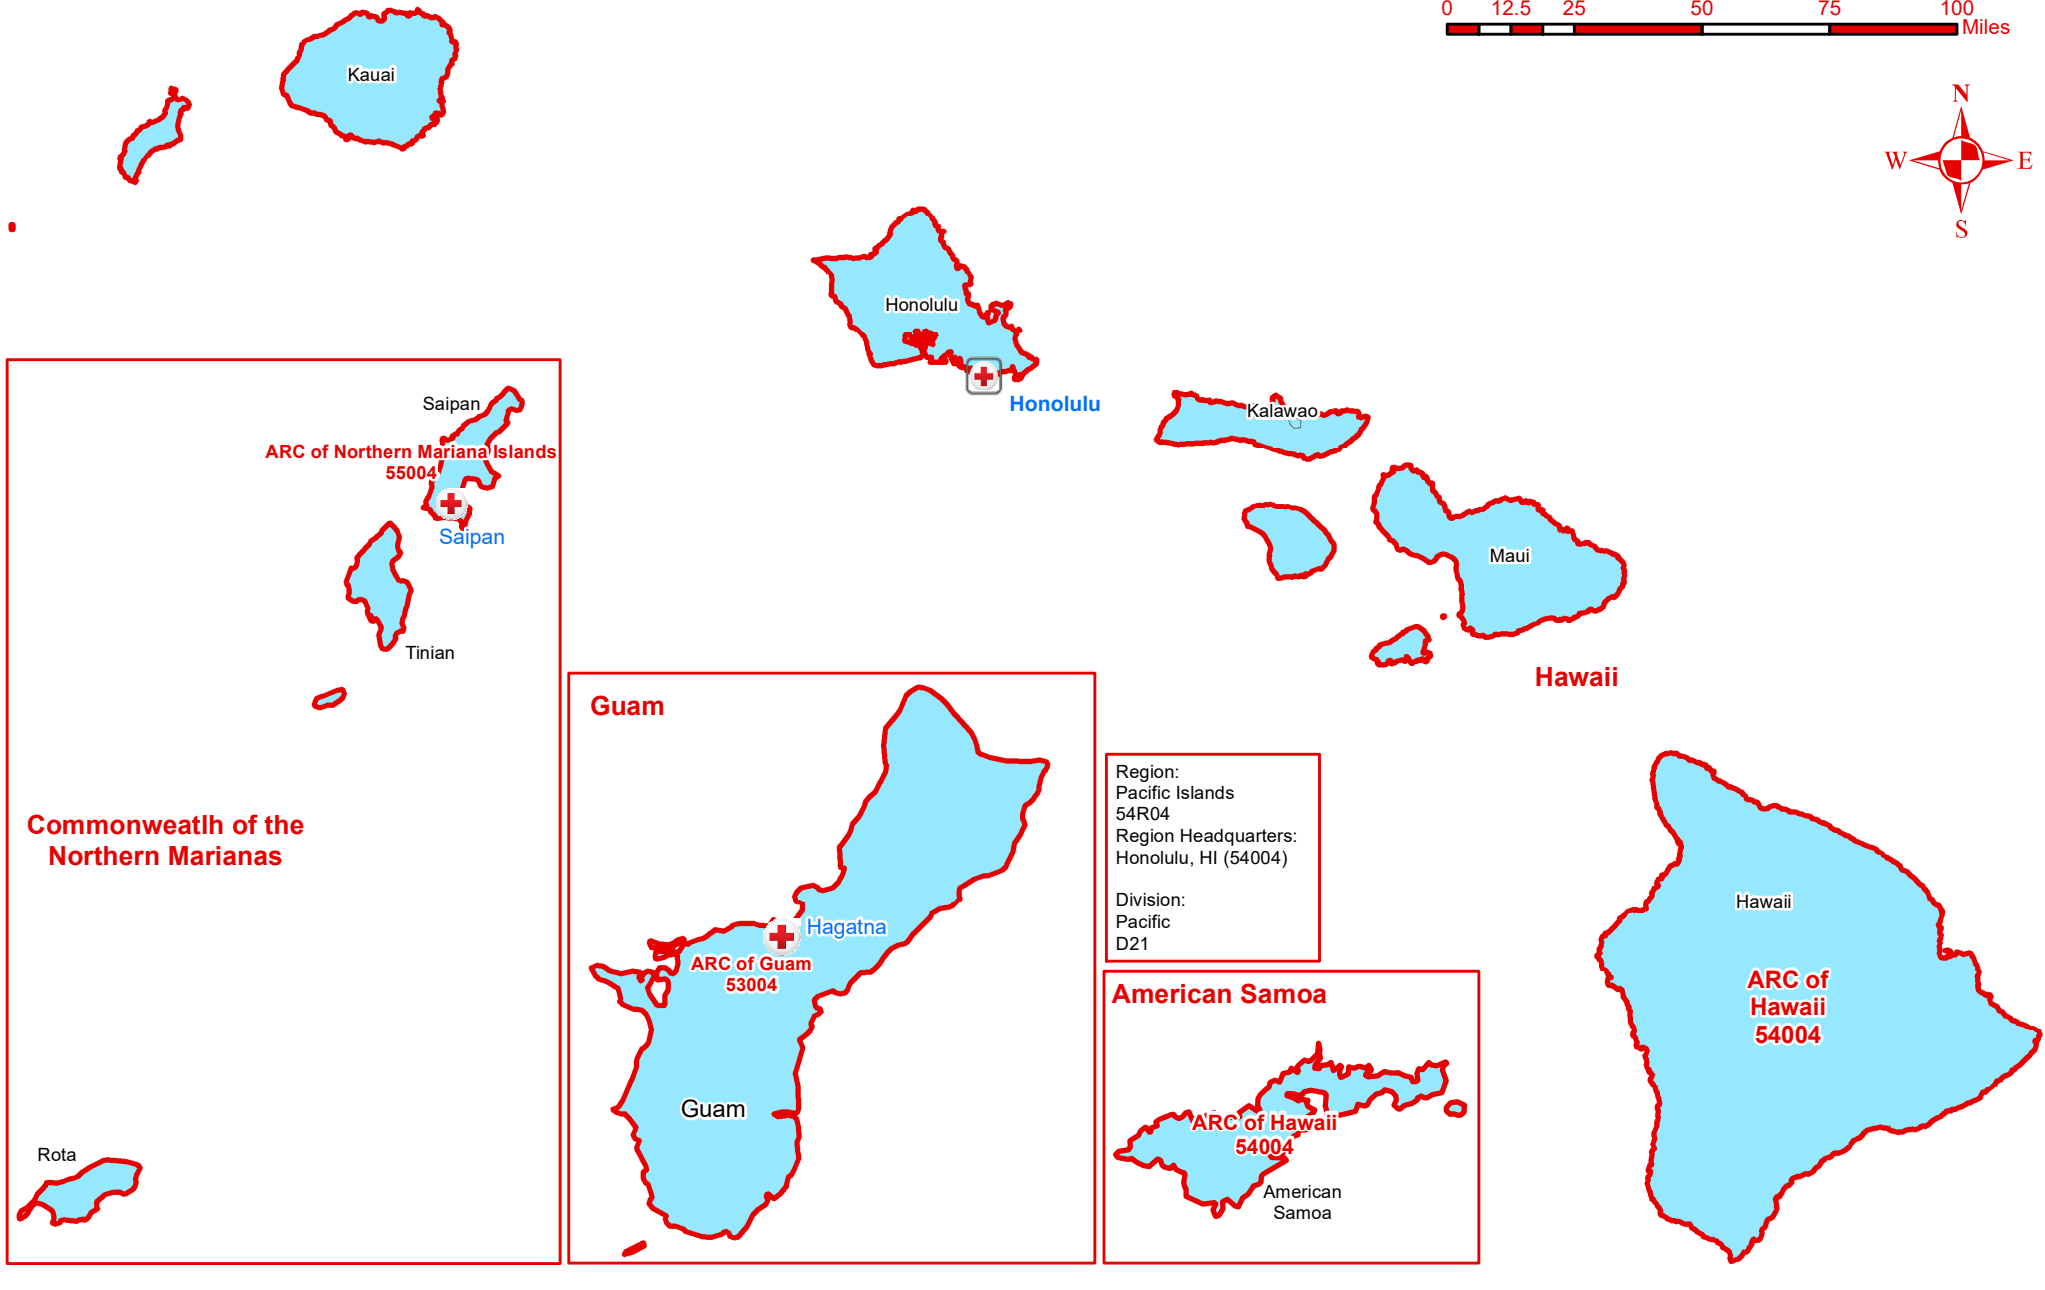 0 12.5 25 50 75 100
Miles
Kauai
N
W E
S
Honolulu
Honolulu
Kalawao
Maui
Hawaii
Saipan
ARC of Northern Mariana Islands
55004
Saipan
Tinian
Commonweatlh of the
Northern Marianas
Rota
Guam
Hagatna
ARC of Guam
53004
Guam
Region:
Pacific Islands
54R04
Region Headquarters:
Honolulu, HI (54004)
Division:
Pacific
D21
American Samoa
ARC of Hawaii
54004
American
Samoa
Hawaii
ARC of
Hawaii
54004